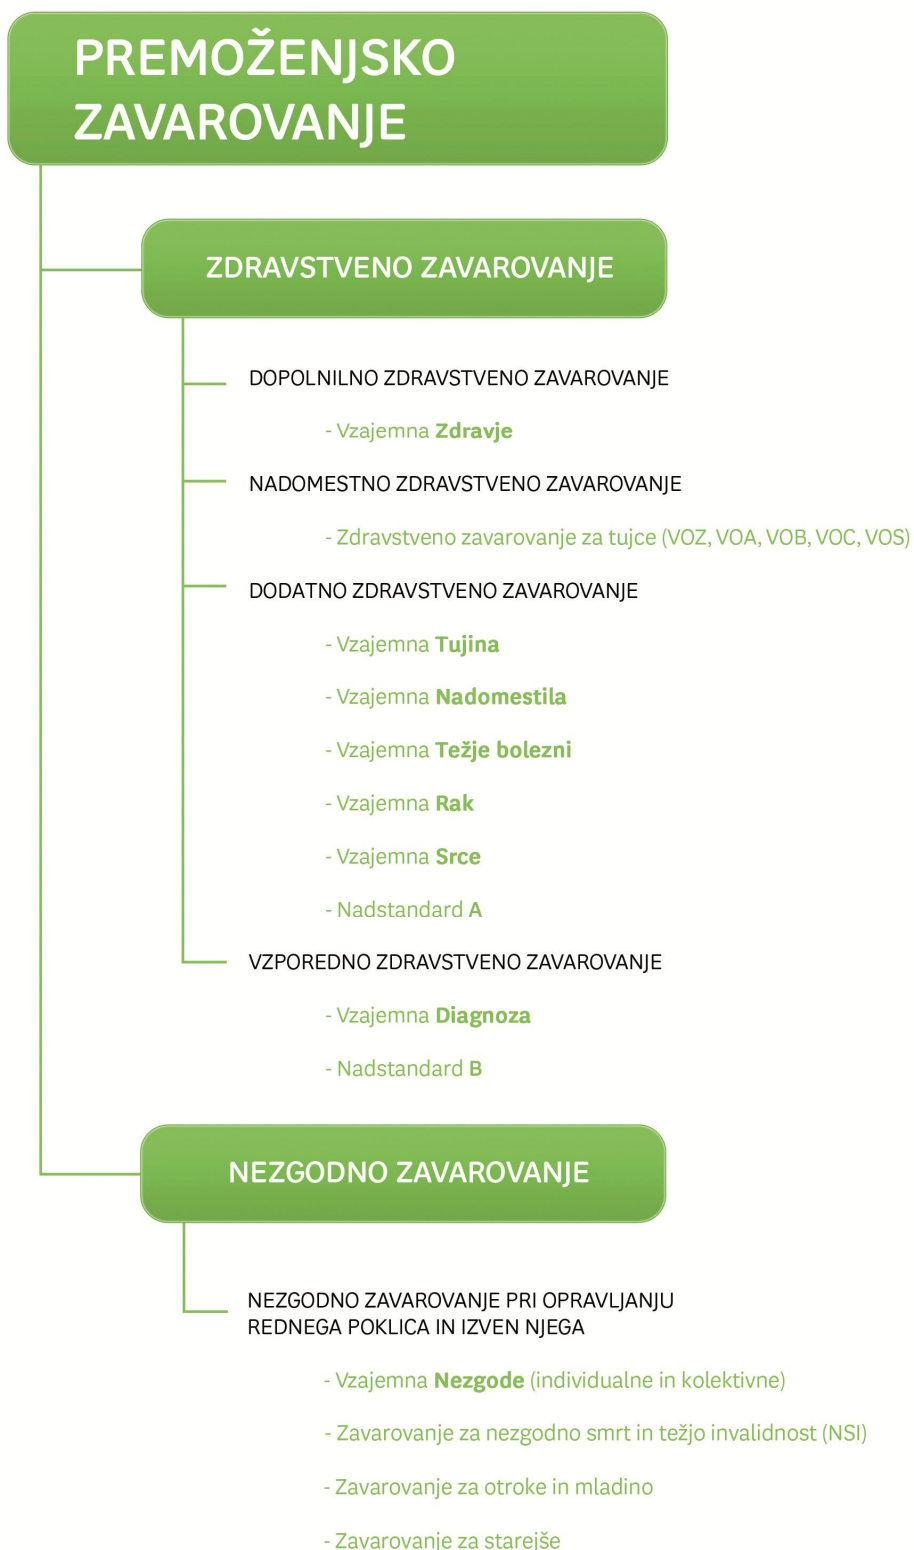 PREMOŽENJSKO
ZAVAROVANJE
ZDRAVSTVENO ZAVAROVANJE
DOPOLNILNO ZDRAVSTVENO ZAVAROVANJE
- Vzajemna Zdravje
NADOMESTNO ZDRAVSTVENO ZAVAROVANJE
- Zdravstveno zavarovanje za tujce (VOZ, VOA, VOB, VOC, VOS)
DODATNO ZDRAVSTVENO ZAVAROVANJE
- Vzajemna Tujina
- Vzajemna Nadomestila
- Vzajemna Težje bolezni
- Vzajemna Rak
- Vzajemna Srce
- Nadstandard A
VZPOREDNO ZDRAVSTVENO ZAVAROVANJE
- Vzajemna Diagnoza
- Nadstandard B
NEZGODNO ZAVAROVANJE
NEZGODNO ZAVAROVANJE PRI OPRAVLJANJU
REDNEGA POKLICA IN IZVEN NJEGA
- Vzajemna Nezgode (individualne in kolektivne)
- Zavarovanje za nezgodno smrt in težjo invalidnost (NSI)
- Zavarovanje za otroke in mladino
- Zavarovanje za starejše